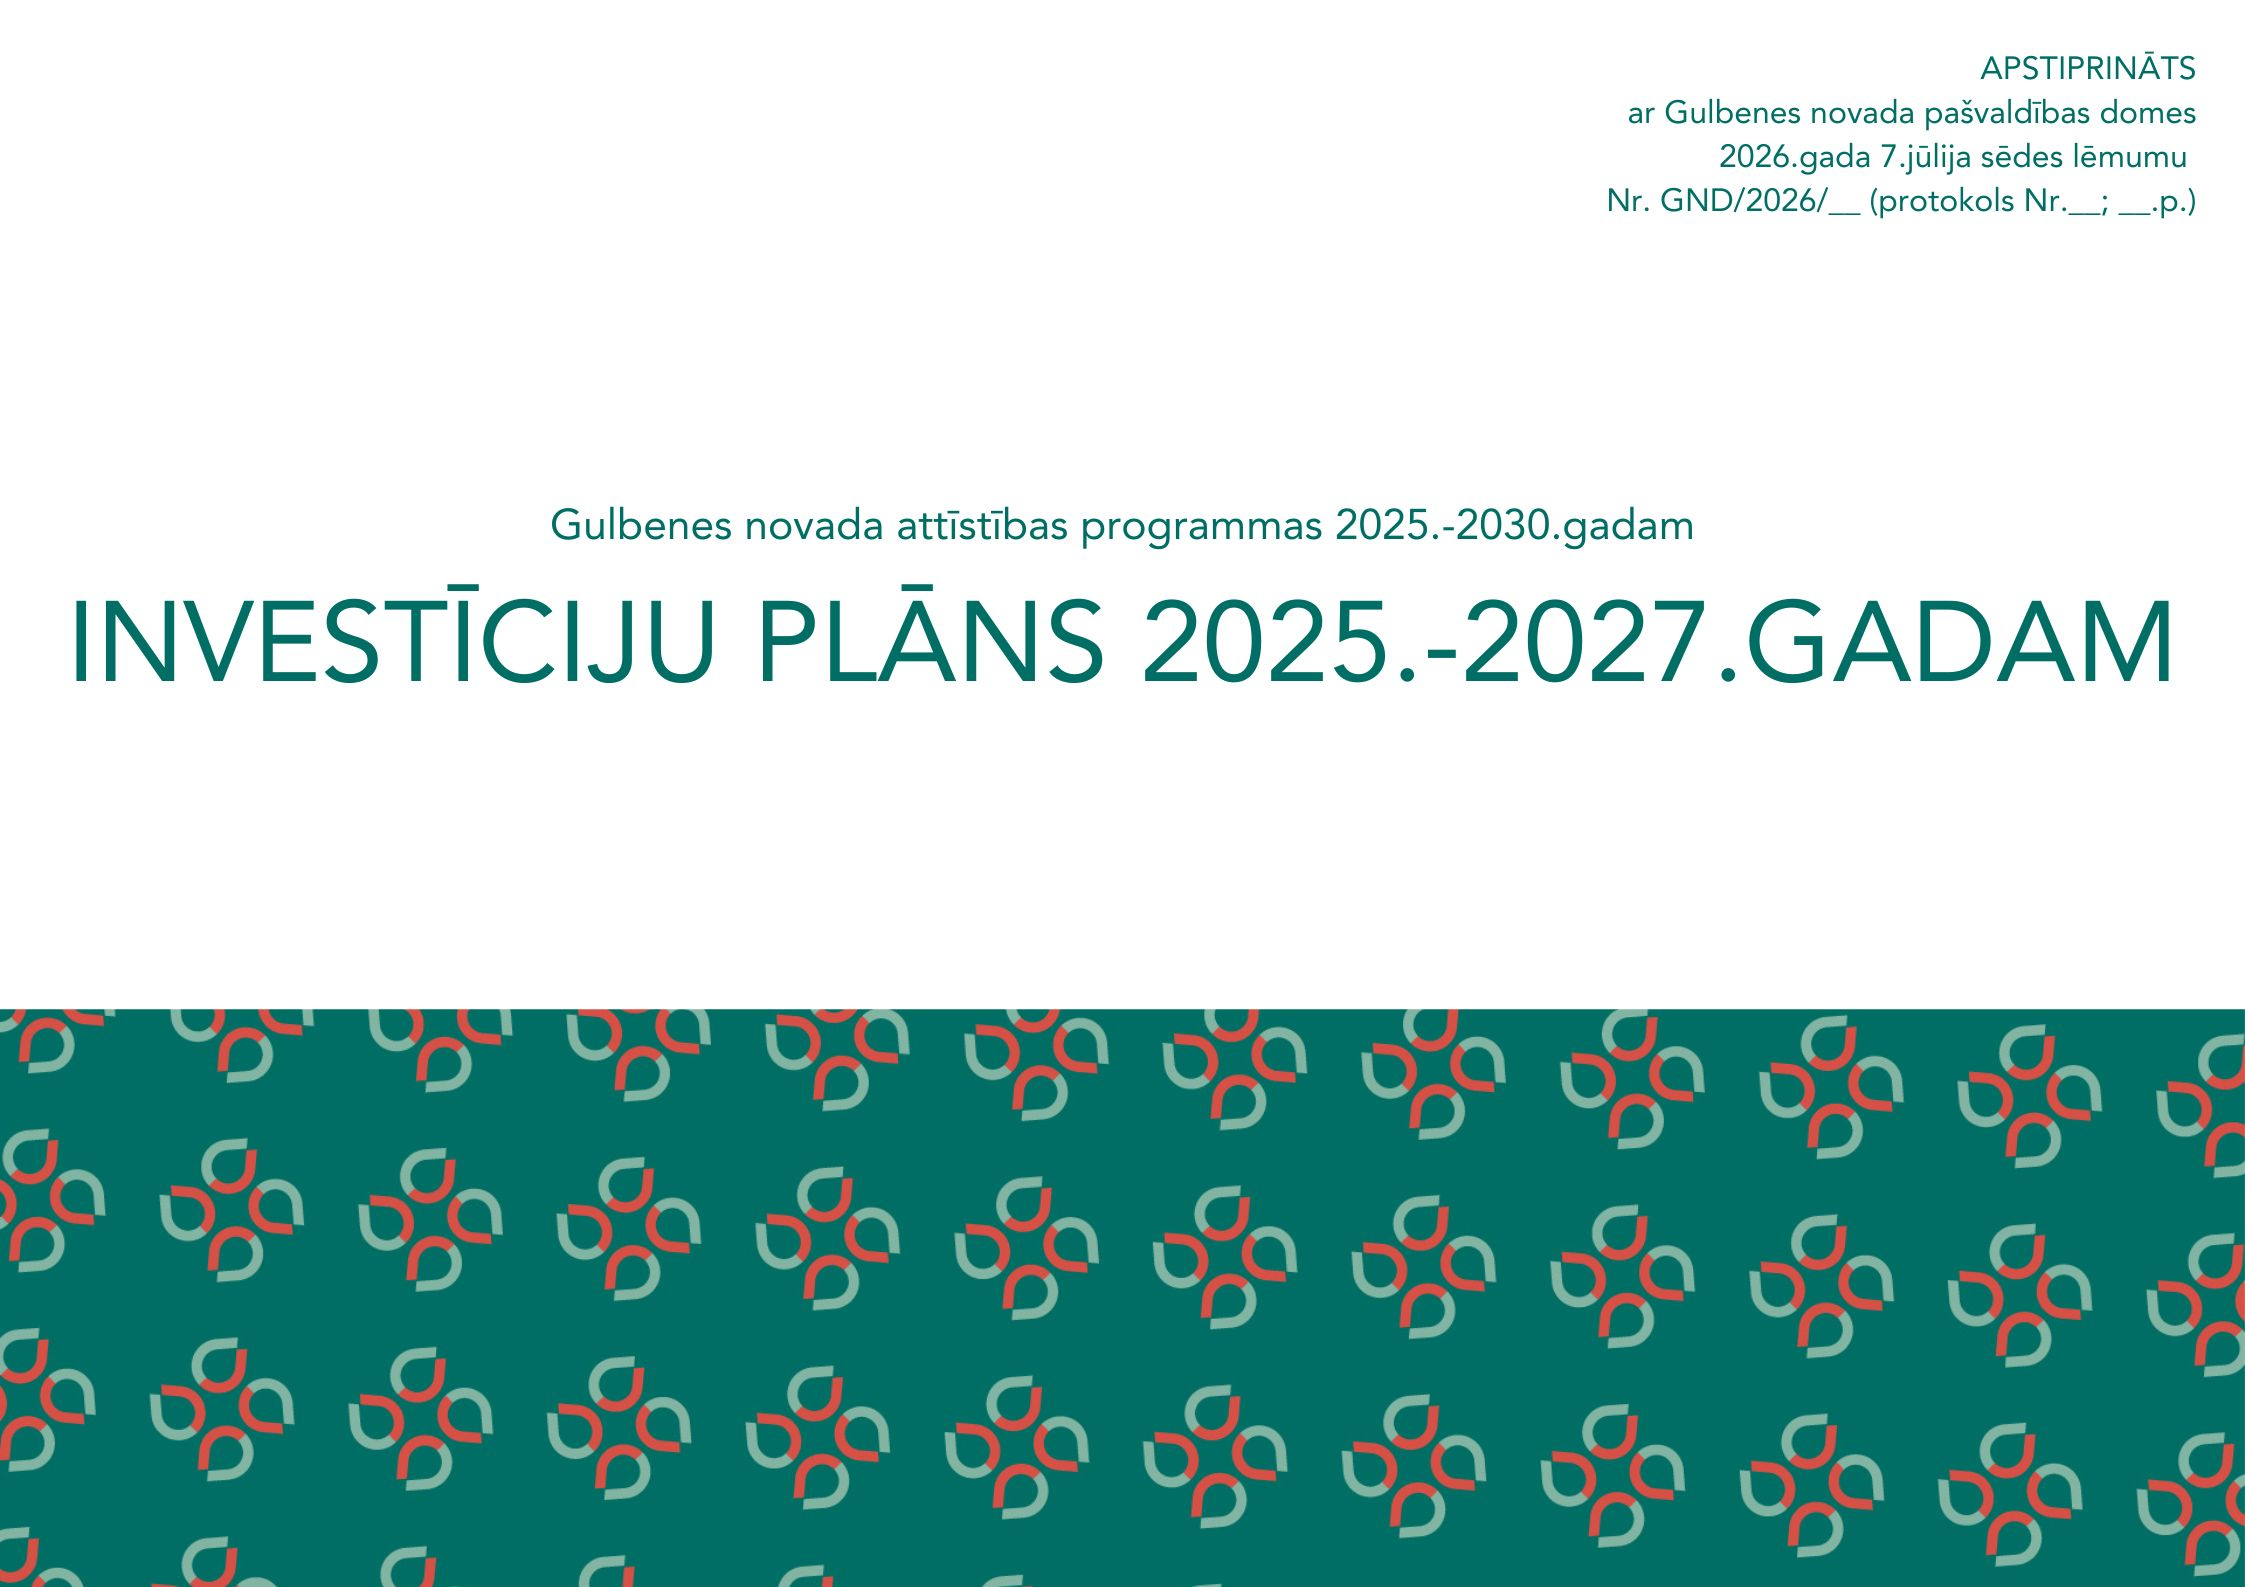 APSTIPRINĀTS
ar Gulbenes novada pašvaldības domes
2026.gada 7.jūlija sēdes lēmumu
Nr. GND/2026/__ (protokols Nr.__; __.p.)
Gulbenes novada attīstības programmas 2025.-2030.gadam
INVESTĪCIJU PLĀNS 2025.-2027.GADAM